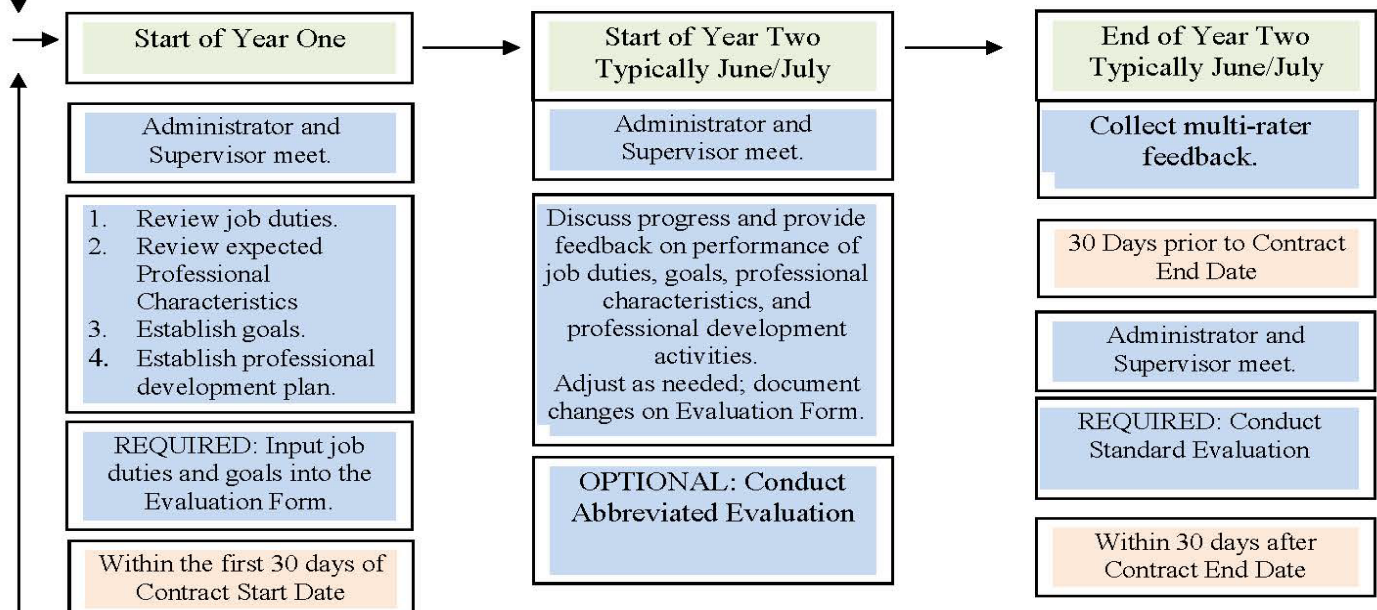 Start of Year One
Administrator and
Supervisor meet.
1. Review job duties.
2. Review expected
Professional
Characteristics
3. Establish goals.
4. Establish professional
development plan.
REQUIRED: Input job
duties and goals into the
Evaluation Form.
Within the first 30 days of
Contract Start Date
Start of Year Two
Typically June/July
Administrator and
Supervisor meet.
Discuss progress and provide
feedback on performance of
job duties, goals, professional
characteristics, and
professional development
activities.
Adjust as needed; document
changes on Evaluation Form.
OPTIONAL: Conduct
Abbreviated Evaluation
End of Year Two
Typically June/July
Collect multi-rater
feedback.
30 Days prior to Contract
End Date
Administrator and
Supervisor meet.
REQUIRED: Conduct
Standard Evaluation
Within 30 days after
Contract End Date